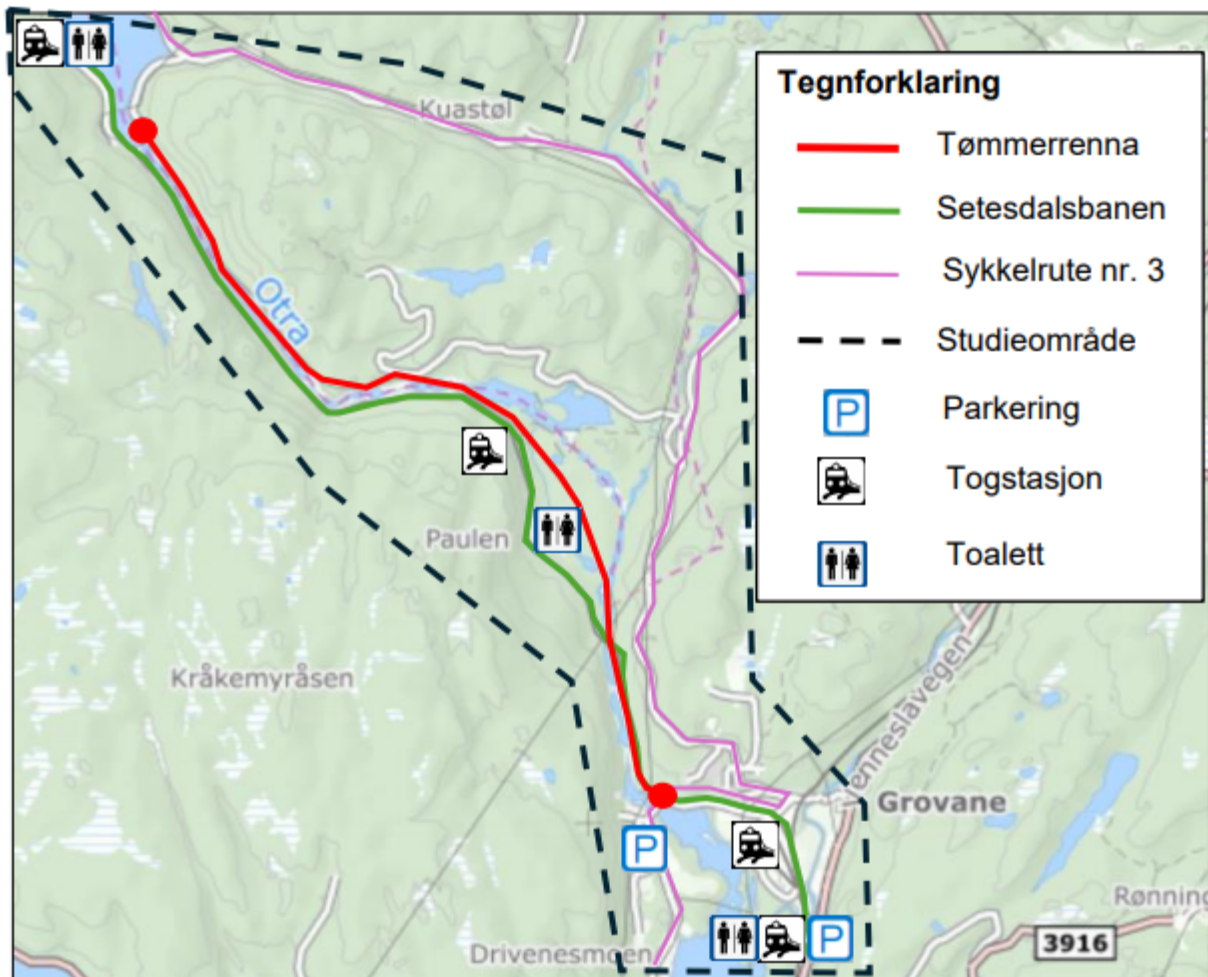 Kuastøl
Otra
Paulen
Kråkemyråsen
Grovane
Drivenesmoen
3916
P
P
Tegnforklaring
Tømmerrenna
Setesdalsbanen
Sykkelrute nr. 3
Studieområde
P
Parkering
Togstasjon
Toalett